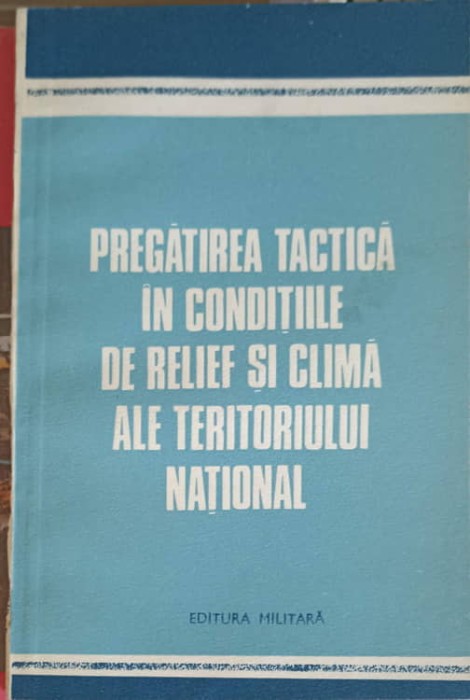 PREGĂTIREA TACTICĂ
ÎN CONDIȚIILE
DE RELIEF ȘI CLIMĂ
ALE TERITORIULUI
NAȚIONAL
EDITURA MILITARĂ